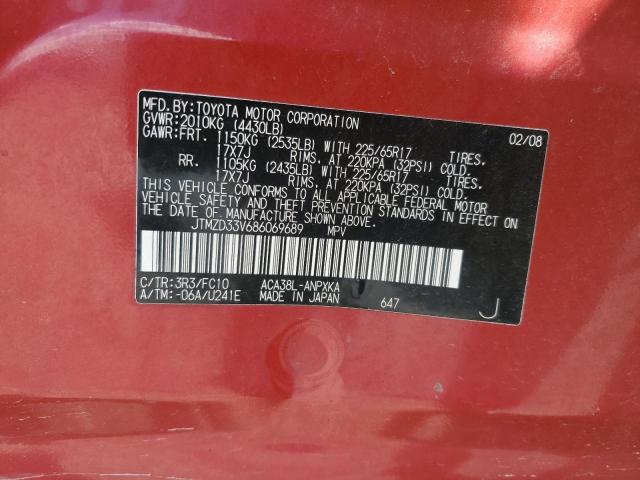 MFD. BY: TOYOTA MOTOR CORPORATION 02/08
GVWR: 2010KG (4430LB)
GAWR: FRT. 1150KG (2535LB) WITH 225/65R17 TIRES.
17X7J RIMS. AT 220KPA (32PSI) COLD.
RR. 1105KG (2435LB) WITH 225/65R17 TIRES.
17X7J RIMS. AT 220KPA (32PSI) COLD.
THIS VEHICLE CONFORMS TO ALL APPLICABLE FEDERAL MOTOR
VEHICLE SAFETY AND THEFT PREVENTION STANDARDS IN EFFECT
ON THE DATE OF MANUFACTURE SHOWN ABOVE.
JTMZD33V686069689 MPV
C/TR: 3R3/FC10 ACA38L-ANPXKA
A/TM: -06A/U241E MADE IN JAPAN 647 J